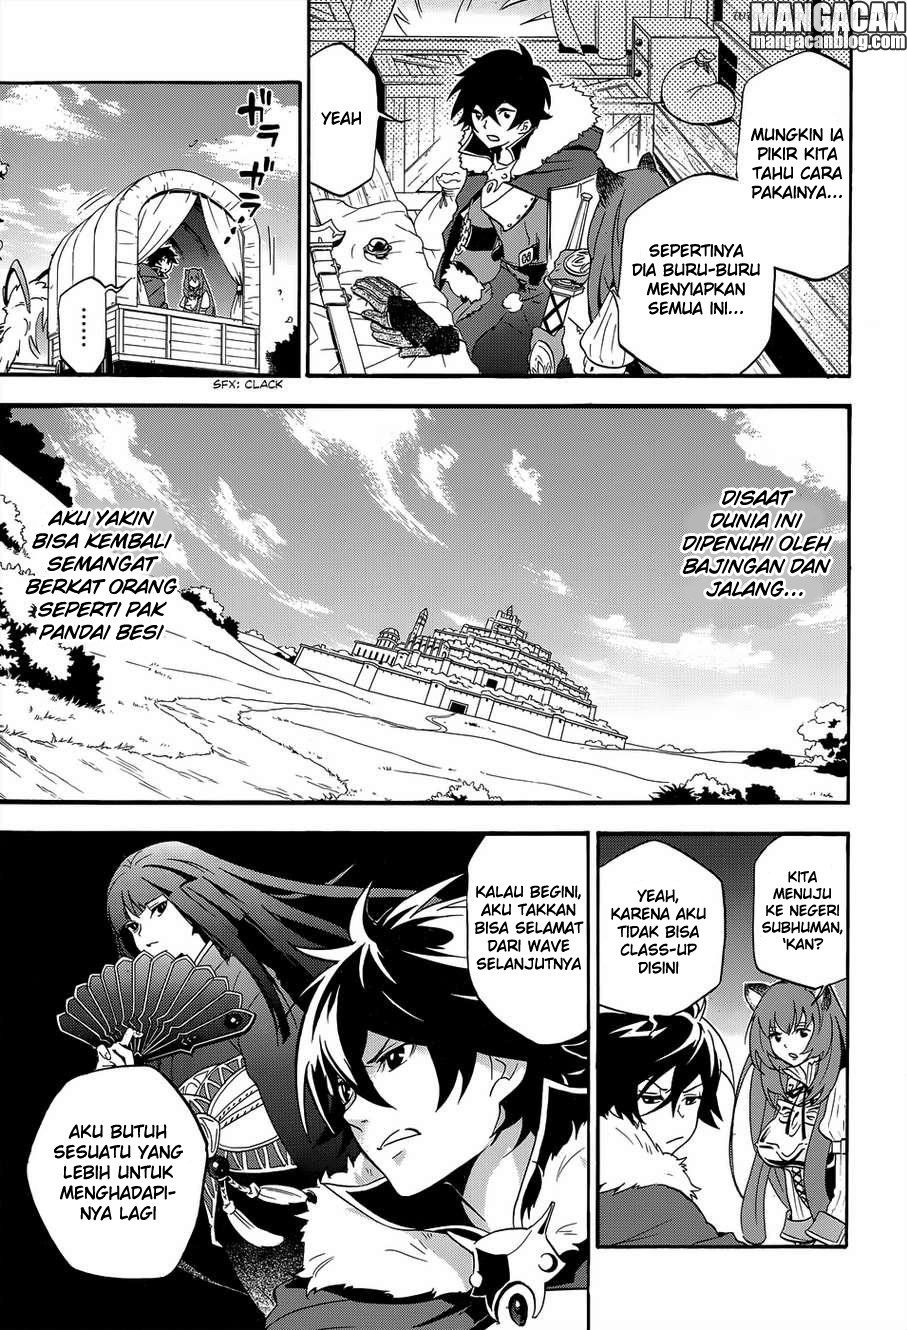 MANGACAN
mangacanblog.com
MUNGKIN IA
PIKIR KITA
TAHU CARA
PAKAINYA...
SEPERTINYA
DIA BURU-BURU
MENYIAPKAN
SEMUA INI...
YEAH
ガラガラ
......
SFX: CLACK
DISAAT
DUNIA INI
DIPENUHI OLEH
BAJINGAN DAN
JALANG...
AKU YAKIN
BISA KEMBALI
SEMANGAT
BERKAT ORANG
SEPERTI PAK
PANDAI BESI
KITA
MENUJU
KE NEGERI
SUBHUMAN,
'KAN?
YEAH,
KARENA AKU
TIDAK BISA
CLASS-UP
DISINI
KALAU BEGINI,
AKU TAKKAN
BISA SELAMAT
DARI WAVE
SELANJUTNYA
AKU BUTUH
SESUATU YANG
LEBIH UNTUK
MENGHADAPI-
NYA LAGI